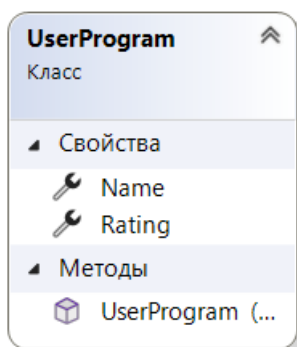 UserProgram
Класс
Свойства
Name
Rating
Методы
UserProgram (...